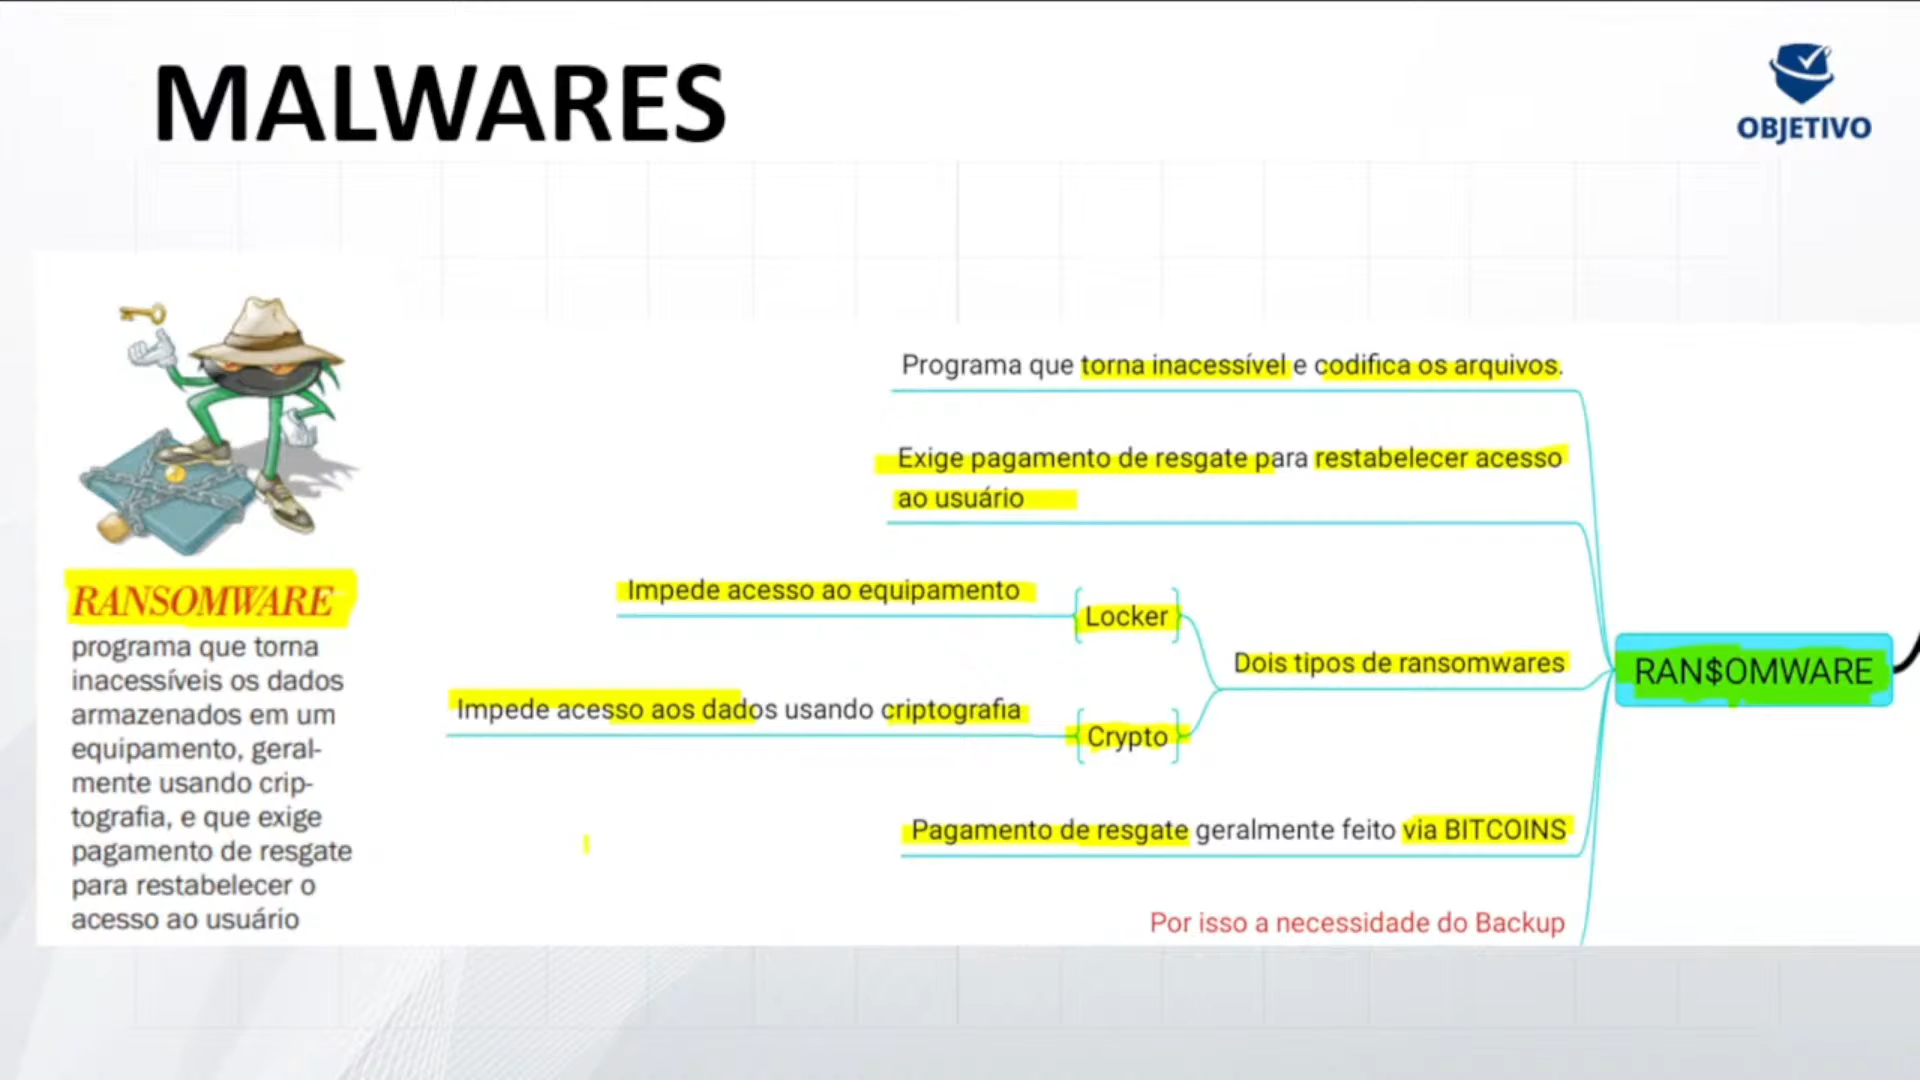 MALWARES
OBJETIVO
RANSOMWARE
programa que torna
inacessíveis os dados
armazenados em um
equipamento, geral-
mente usando crip-
tografia, e que exige
pagamento de resgate
para restabelecer o
acesso ao usuário
Programa que torna inacessível e codifica os arquivos.
Exige pagamento de resgate para restabelecer acesso
ao usuário
Impede acesso ao equipamento
Locker
Dois tipos de ransomwares
RAN$OMWARE
Impede acesso aos dados usando criptografia
Crypto
Pagamento de resgate geralmente feito via BITCOINS
Por isso a necessidade do Backup